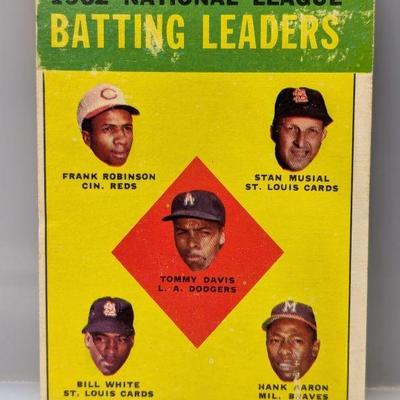 1962 NATIONAL LEAGUE
BATTING LEADERS
FRANK ROBINSON
CIN. REDS
STAN MUSIAL
ST. LOUIS CARDS
TOMMY DAVIS
L. A. DODGERS
BILL WHITE
ST. LOUIS CARDS
HANK AARON
MIL. BRAVES